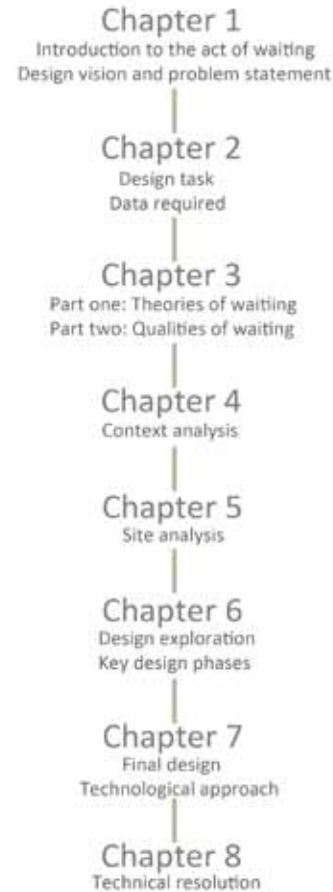 Chapter 1
Introduction to the act of waiting
Design vision and problem statement
Chapter 2
Design task
Data required
Chapter 3
Part one: Theories of waitiing
Part two: Qualities of waiting
Chapter 4
Context analysis
Chapter 5
Site analysis
Chapter 6
Design exploration
Key design phases
Chapter 7
Final design
Technological approach
Chapter 8
Technical resolution